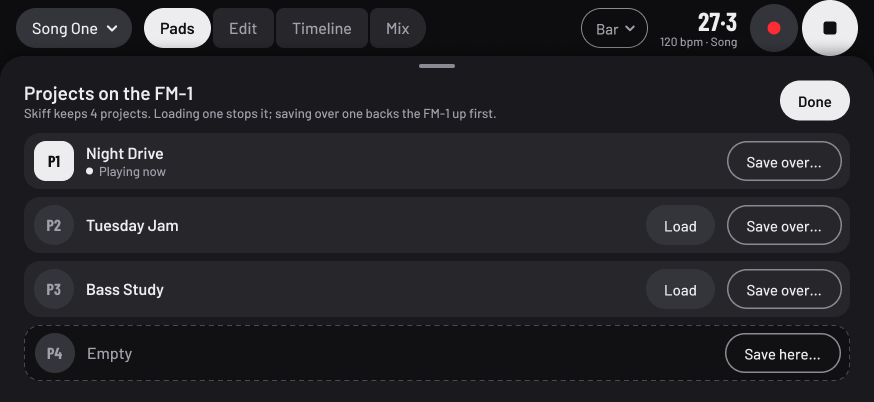 Song One
Pads
Edit
Timeline
Mix
Bar
27·3
120 bpm · Song
Projects on the FM-1
Skiff keeps 4 projects. Loading one stops it; saving over one backs the FM-1 up first.
Done
P1
Night Drive
Playing now
Save over...
P2
Tuesday Jam
Load
Save over...
P3
Bass Study
Load
Save over...
P4
Empty
Save here...